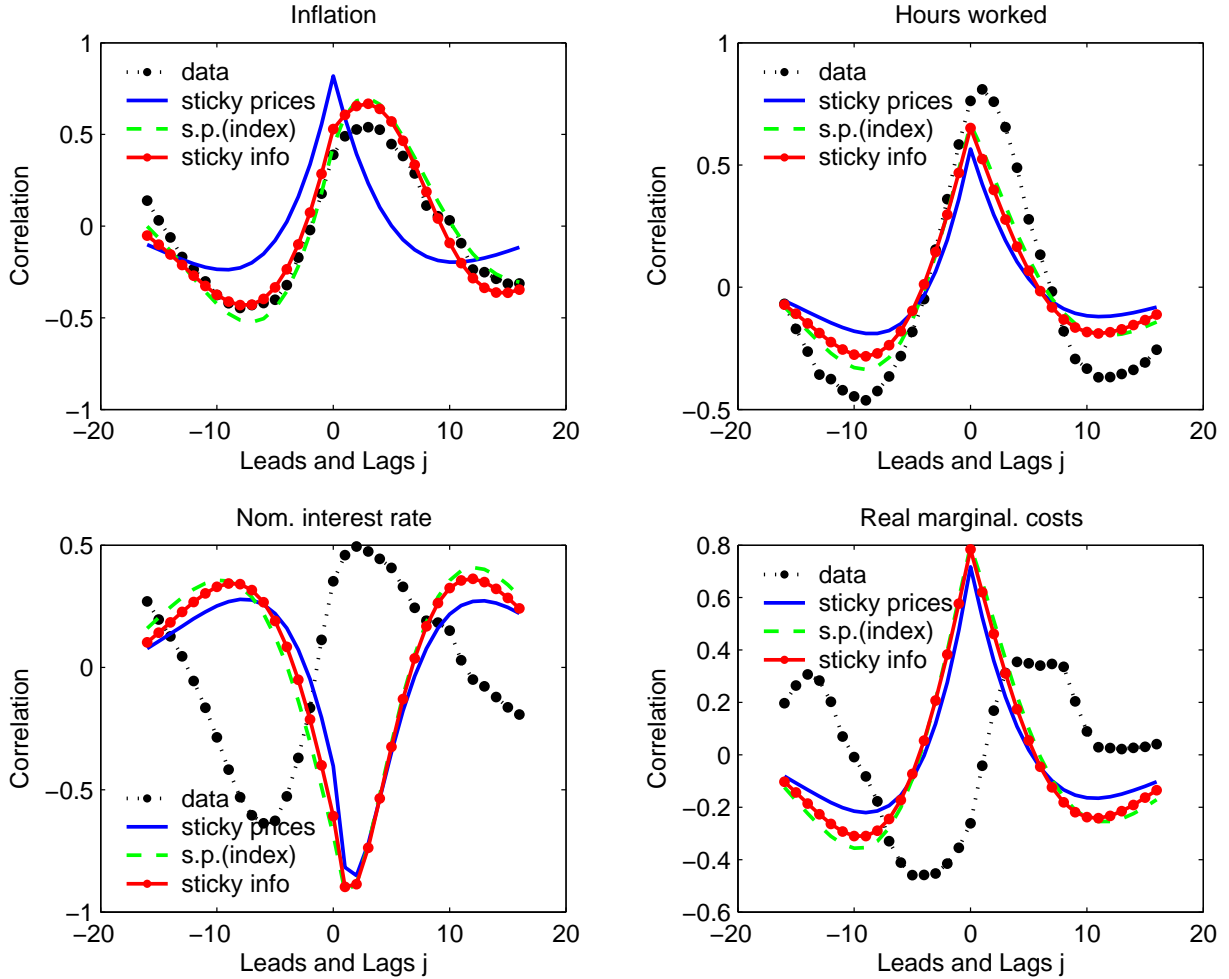 Inflation
1
0.5
0
−0.5
−1
−20
−10
0
10
20
Correlation
Leads and Lags j
data
sticky prices
s.p.(index)
sticky info
Hours worked
1
0.5
0
−0.5
−20
−10
0
10
20
Correlation
Leads and Lags j
data
sticky prices
s.p.(index)
sticky info
Nom. interest rate
0.5
0
−0.5
−1
−20
−10
0
10
20
Correlation
Leads and Lags j
data
sticky prices
s.p.(index)
sticky info
Real marginal. costs
0.8
0.6
0.4
0.2
0
−0.2
−0.4
−0.6
−20
−10
0
10
20
Correlation
Leads and Lags j
data
sticky prices
s.p.(index)
sticky info